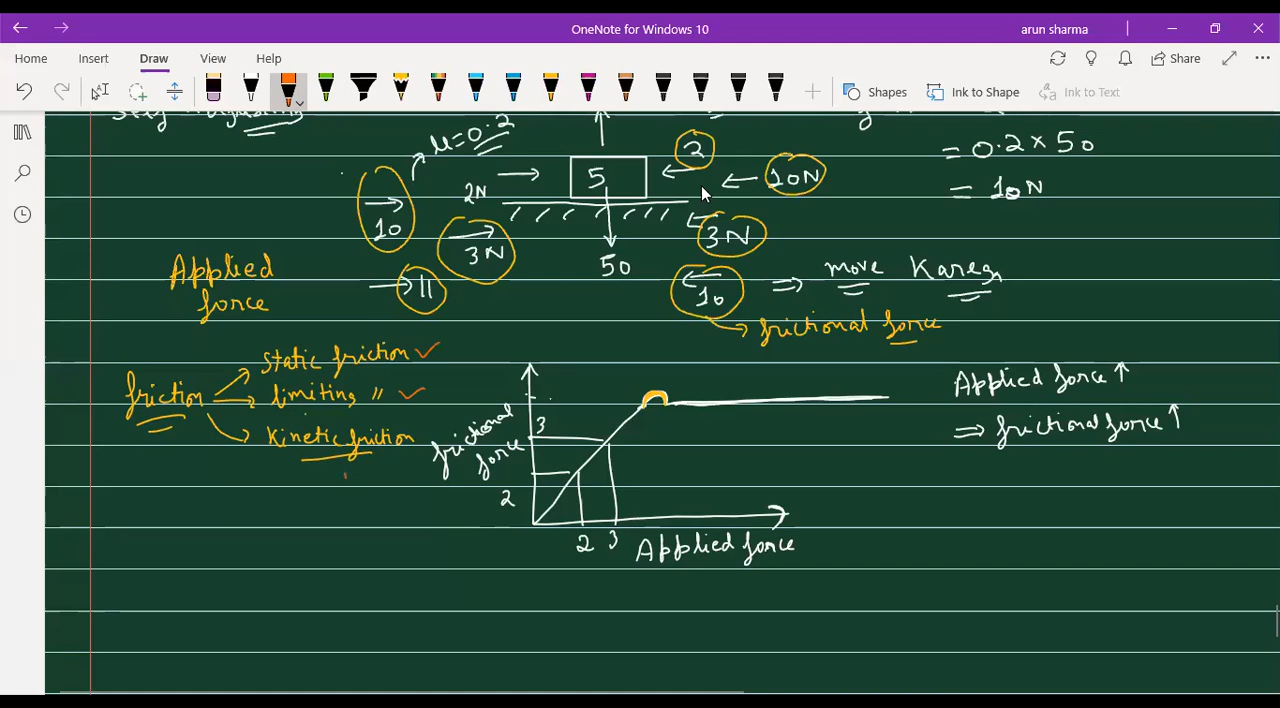 OneNote for Windows 10
arun sharma
Home Insert Draw View Help
Share
Shapes
Ink to Shape
Ink to Text
Self
μ=0.2
= 0.2 × 50
= 10N
2N
5
2
10N
10
3N
3N
50
Applied
force
11
10
⇒ move Karega
frictional force
friction
Static friction ✓
limiting " ✓
Kinetic friction
frictional
force
3
2
2 3 Applied force
Applied force ↑
⇒ frictional force ↑